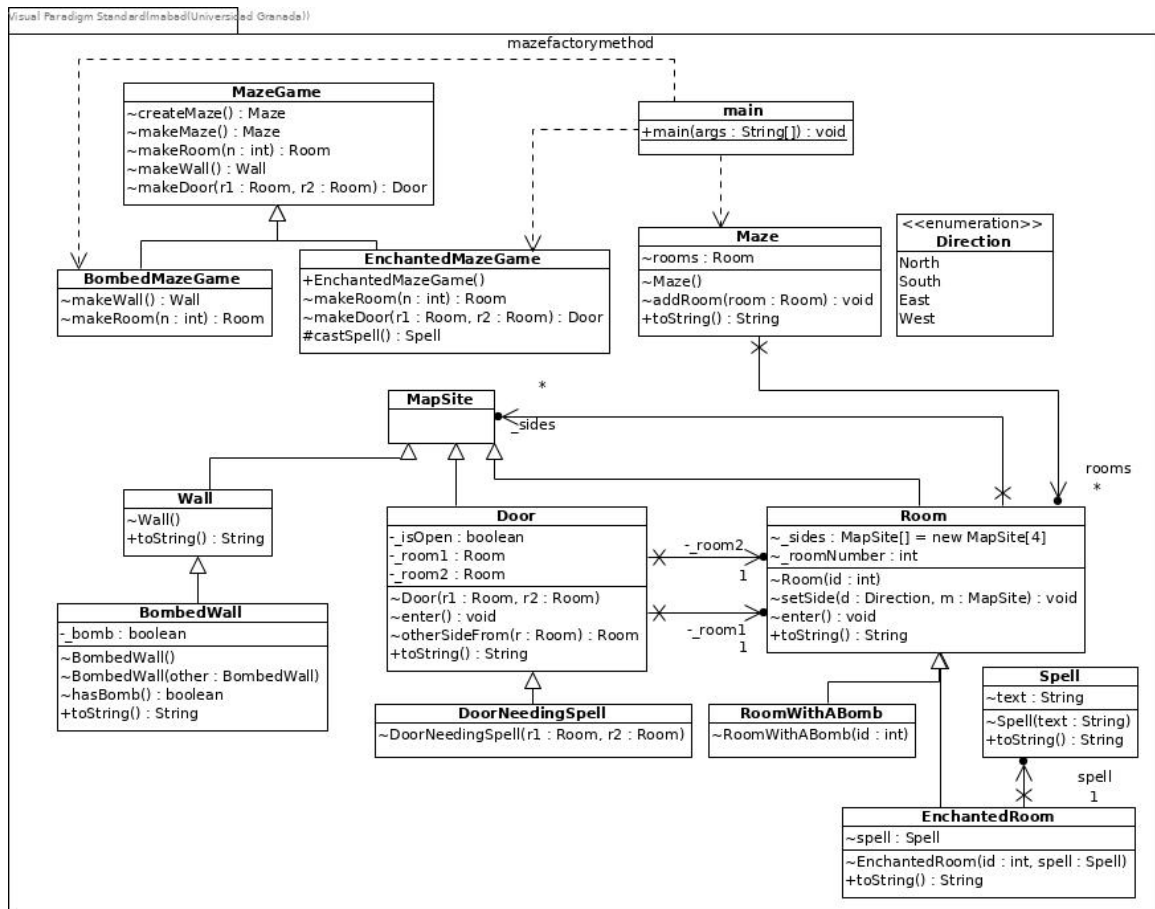 Visual Paradigm Standard(mabad(Universidad Granada))
mazefactorymethod
MazeGame
~createMaze() : Maze
~makeMaze() : Maze
~makeRoom(n : int) : Room
~makeWall() : Wall
~makeDoor(r1 : Room, r2 : Room) : Door
main
+main(args : String[]) : void
BombedMazeGame
~makeWall() : Wall
~makeRoom(n : int) : Room
EnchantedMazeGame
+EnchantedMazeGame()
~makeRoom(n : int) : Room
~makeDoor(r1 : Room, r2 : Room) : Door
#castSpell() : Spell
Maze
~rooms : Room
~Maze()
~addRoom(room : Room) : void
+toString() : String
<<enumeration>>
Direction
North
South
East
West
MapSite
*
_sides
rooms
*
Wall
~Wall()
+toString() : String
Door
-_isOpen : boolean
-_room1 : Room
-_room2 : Room
~Door(r1 : Room, r2 : Room)
~enter() : void
~otherSideFrom(r : Room) : Room
+toString() : String
-_room2
1
-_room1
1
Room
~_sides : MapSite[] = new MapSite[4]
~_roomNumber : int
~Room(id : int)
~setSide(d : Direction, m : MapSite) : void
~enter() : void
+toString() : String
BombedWall
-_bomb : boolean
~BombedWall()
~BombedWall(other : BombedWall)
~hasBomb() : boolean
+toString() : String
DoorNeedingSpell
~DoorNeedingSpell(r1 : Room, r2 : Room)
RoomWithABomb
~RoomWithABomb(id : int)
Spell
~text : String
~Spell(text : String)
+toString() : String
spell
1
EnchantedRoom
~spell : Spell
~EnchantedRoom(id : int, spell : Spell)
+toString() : String